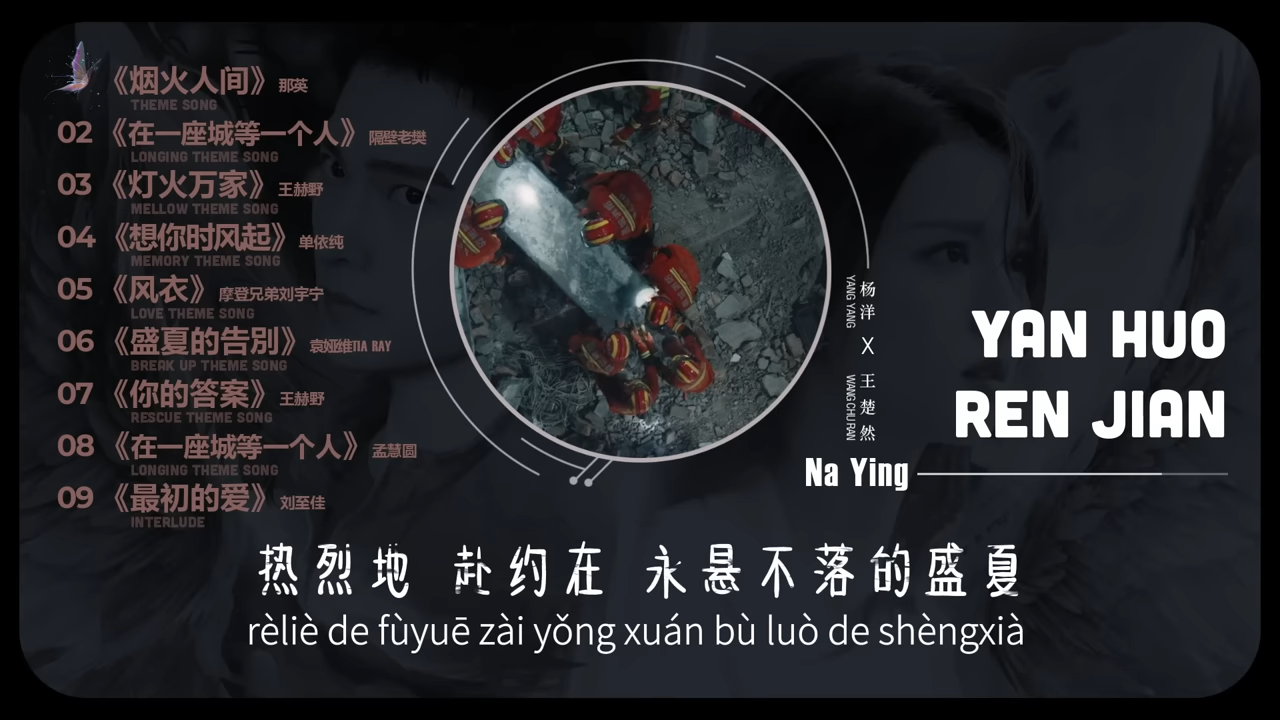 《烟火人间》 那英
THEME SONG
02 《在一座城等一个人》 隔壁老樊
LONGING THEME SONG
03 《灯火万家》 王赫野
MELLOW THEME SONG
04 《想你时风起》 单依纯
MEMORY THEME SONG
05 《风衣》 摩登兄弟刘宇宁
LOVE THEME SONG
06 《盛夏的告別》 袁娅维TIA RAY
BREAK UP THEME SONG
07 《你的答案》 王赫野
RESCUE THEME SONG
08 《在一座城等一个人》 孟慧圆
LONGING THEME SONG
09 《最初的爱》 刘至佳
INTERLUDE
杨洋 X 王楚然
YANG YANG WANG CHU RAN
YAN HUO
REN JIAN
Na Ying
热烈地 赴约在 永悬不落的盛夏
rèliè de fùyuē zài yǒng xuán bù luò de shèngxià